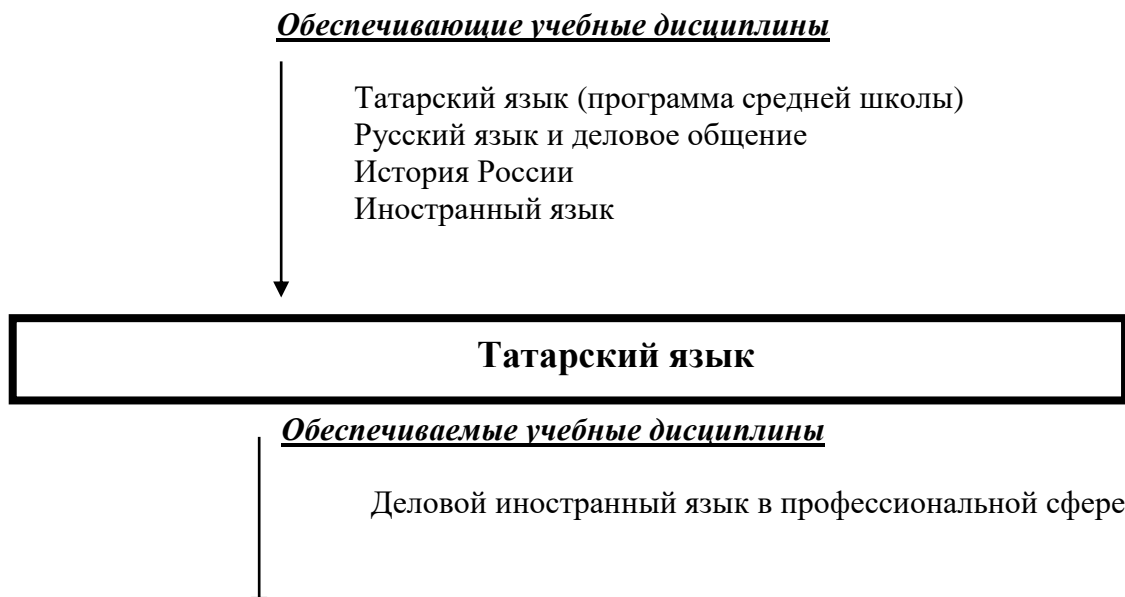 Обеспечивающие учебные дисциплины
Татарский язык (программа средней школы)
Русский язык и деловое общение
История России
Иностранный язык
Татарский язык
Обеспечиваемые учебные дисциплины
Деловой иностранный язык в профессиональной сфере